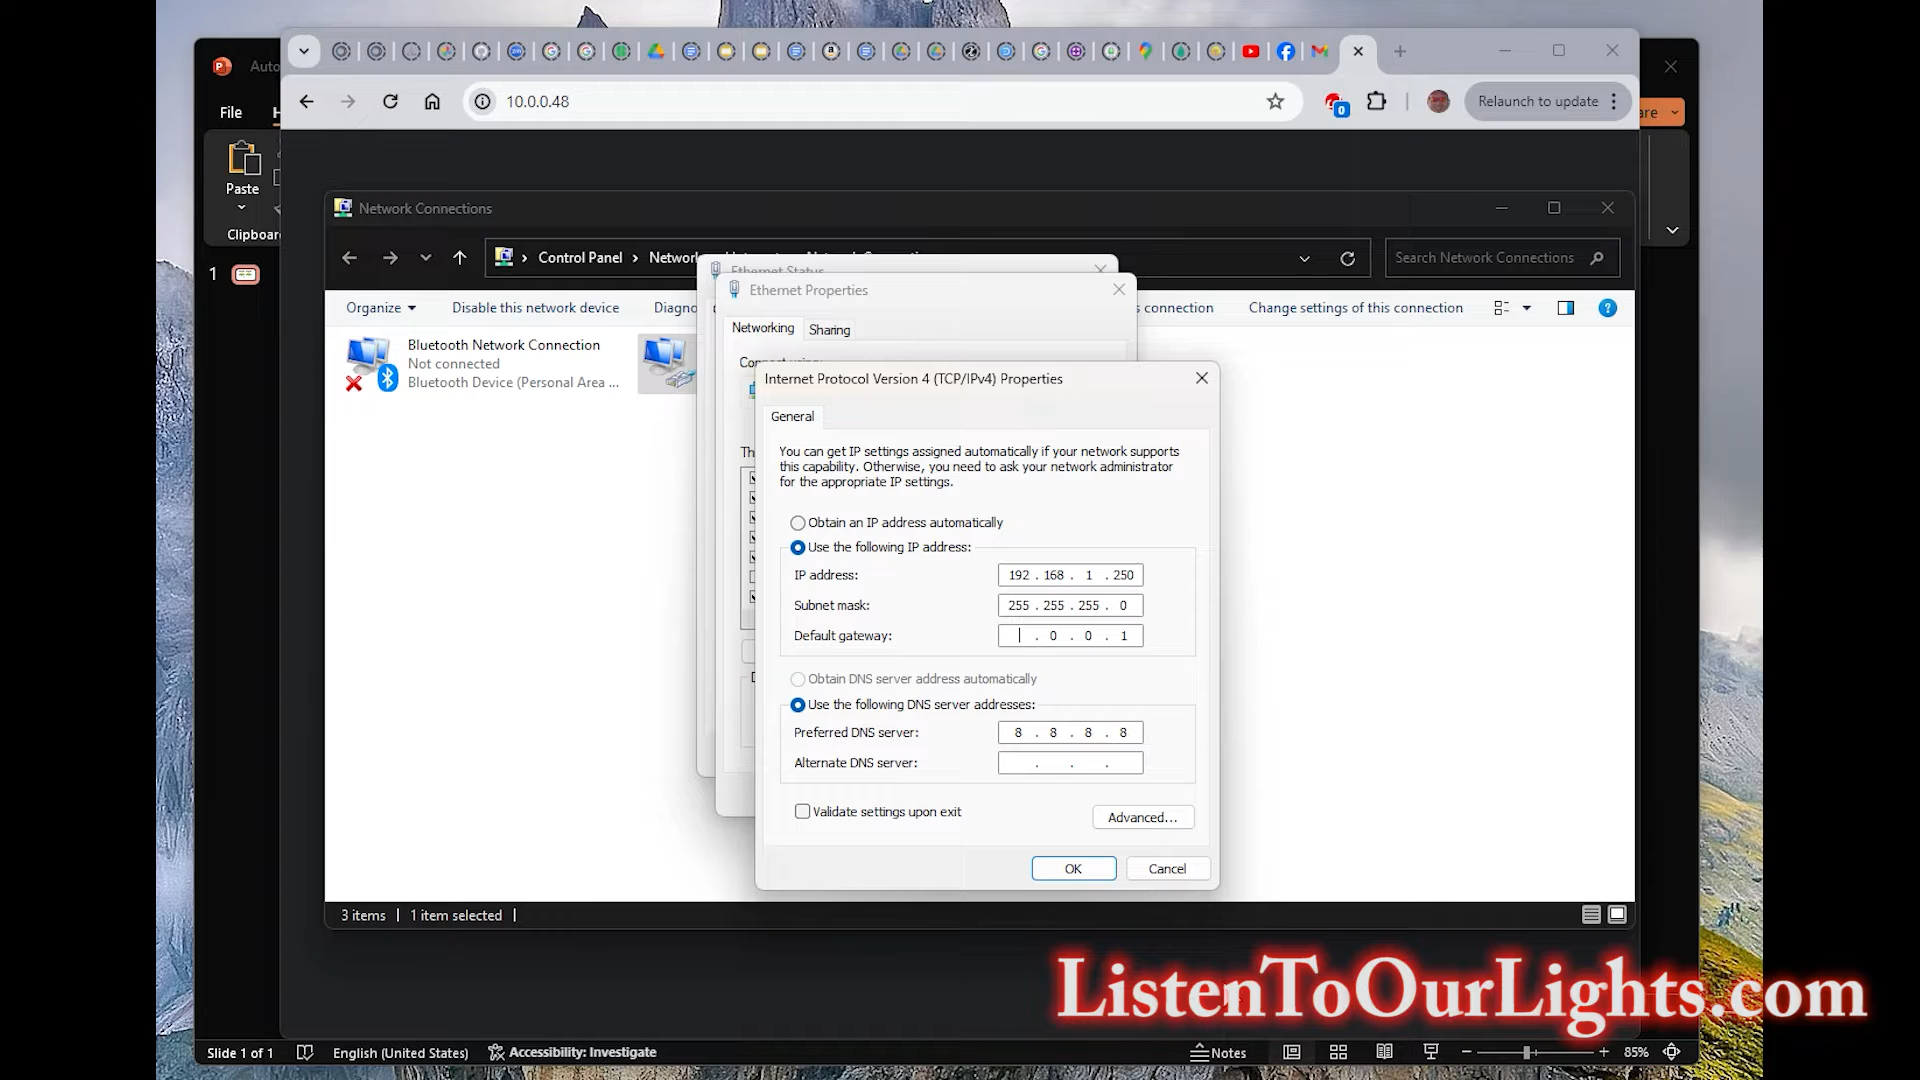 Auto
File
Paste
Clipboard
1
10.0.0.48
0
Relaunch to update
Network Connections
Control Panel
Network
Search Network Connections
Organize
Disable this network device
Diagno
s connection
Change settings of this connection
Bluetooth Network Connection
Not connected
Bluetooth Device (Personal Area ...
Ethernet Status
Ethernet Properties
Networking
Sharing
Internet Protocol Version 4 (TCP/IPv4) Properties
General
You can get IP settings assigned automatically if your network supports
this capability. Otherwise, you need to ask your network administrator
for the appropriate IP settings.
Obtain an IP address automatically
Use the following IP address:
IP address: 192 . 168 . 1 . 250
Subnet mask: 255 . 255 . 255 . 0
Default gateway: . 0 . 0 . 1
Obtain DNS server address automatically
Use the following DNS server addresses:
Preferred DNS server: 8 . 8 . 8 . 8
Alternate DNS server: . . .
Validate settings upon exit
Advanced...
OK
Cancel
3 items
1 item selected
ListenToOurLights.com
Slide 1 of 1
English (United States)
Accessibility: Investigate
Notes
85%